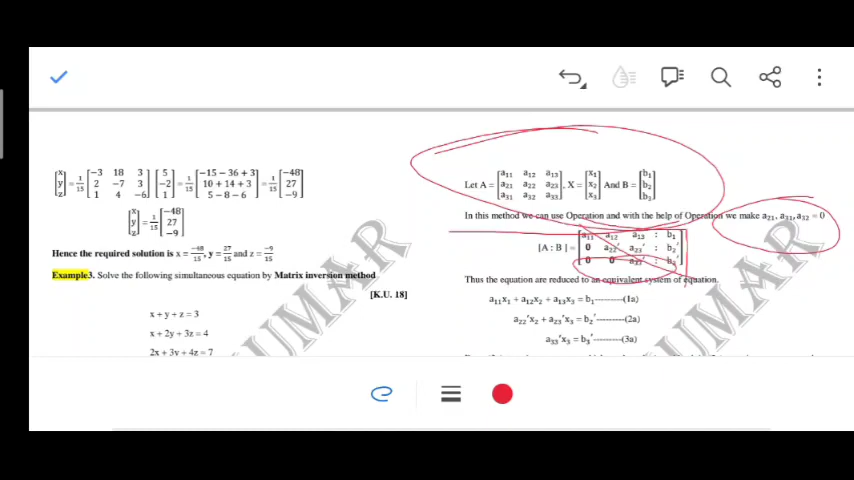 [x y z] = 1/15 [-3 18 3; 2 -7 3; 1 4 -6] [5; -2; 1] = 1/15 [-15 - 36 + 3; 10 + 14 + 3; 5 - 8 - 6] = 1/15 [-48; 27; -9]
[x y z] = 1/15 [-48; 27; -9]
Hence the required solution is x = -48/15, y = 27/15 and z = -9/15
Example3. Solve the following simultaneous equation by Matrix inversion method
[K.U. 18]
x + y + z = 3
x + 2y + 3z = 4
2x + 3y + 4z = 7
Let A = [a11 a12 a13; a21 a22 a23; a31 a32 a33], X = [x1; x2; x3] And B = [b1; b2; b3]
In this method we can use Operation and with the help of Operation we make a21, a31, a32 = 0
[A : B ] = [a11 a12 a13 : b1; 0 a22′ a23′ : b2′; 0 0 a33′ : b3′]
Thus the equation are reduced to an equivalent system of equation.
a11x1 + a12x2 + a13x3 = b1---------(1a)
a22′x2 + a23′x3 = b2′---------(2a)
a33′x3 = b3′---------(3a)
UMAR
UMAR